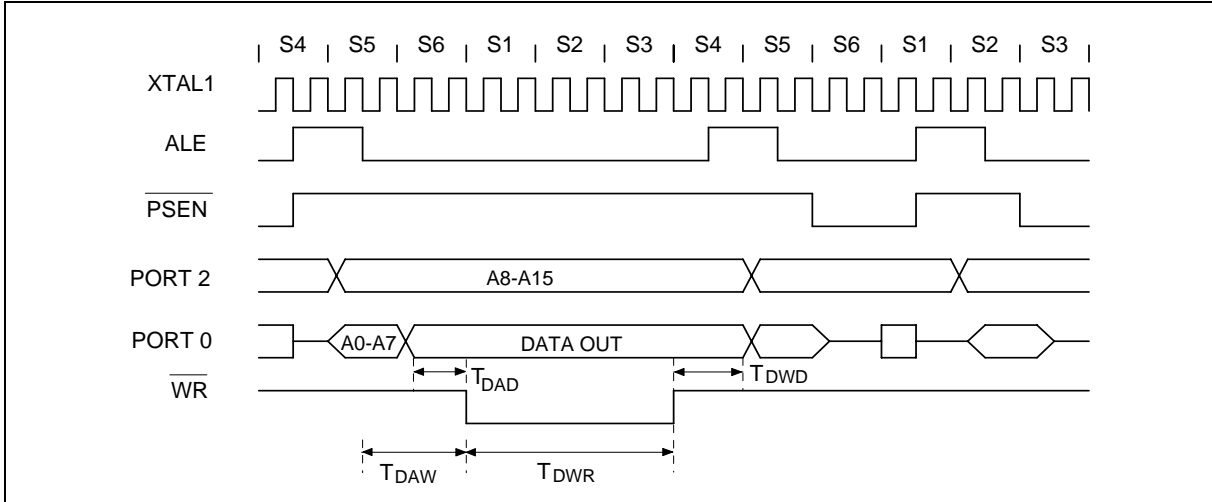 S4 S5 S6 S1 S2 S3 S4 S5 S6 S1 S2 S3
XTAL1
ALE
PSEN
PORT 2 A8-A15
PORT 0 A0-A7 DATA OUT
TDAD TDWD
WR
TDAW TDWR